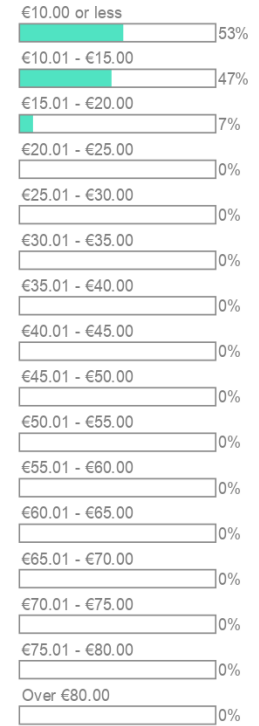 €10.00 or less
53%
€10.01 - €15.00
47%
€15.01 - €20.00
7%
€20.01 - €25.00
0%
€25.01 - €30.00
0%
€30.01 - €35.00
0%
€35.01 - €40.00
0%
€40.01 - €45.00
0%
€45.01 - €50.00
0%
€50.01 - €55.00
0%
€55.01 - €60.00
0%
€60.01 - €65.00
0%
€65.01 - €70.00
0%
€70.01 - €75.00
0%
€75.01 - €80.00
0%
Over €80.00
0%